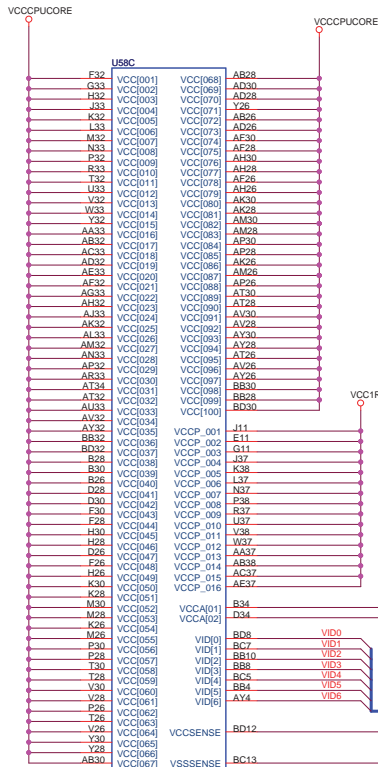 VCCCPUCORE
VCCCPUCORE
U58C
F32 VCC[001] VCC[068] AB28
G33 VCC[002] VCC[069] AD30
H32 VCC[003] VCC[070] AD28
J33 VCC[004] VCC[071] Y26
K32 VCC[005] VCC[072] AB26
L33 VCC[006] VCC[073] AD26
M32 VCC[007] VCC[074] AF30
N33 VCC[008] VCC[075] AF28
P32 VCC[009] VCC[076] AH30
R33 VCC[010] VCC[077] AH28
T32 VCC[011] VCC[078] AF26
U33 VCC[012] VCC[079] AH26
V32 VCC[013] VCC[080] AK30
W33 VCC[014] VCC[081] AK28
Y32 VCC[015] VCC[082] AM30
AA33 VCC[016] VCC[083] AM28
AB32 VCC[017] VCC[084] AP30
AC33 VCC[018] VCC[085] AP28
AD32 VCC[019] VCC[086] AK26
AE33 VCC[020] VCC[087] AM26
AF32 VCC[021] VCC[088] AP26
AG33 VCC[022] VCC[089] AT30
AH32 VCC[023] VCC[090] AT28
AJ33 VCC[024] VCC[091] AV30
AK32 VCC[025] VCC[092] AV28
AL33 VCC[026] VCC[093] AY30
AM32 VCC[027] VCC[094] AY28
AN33 VCC[028] VCC[095] AT26
AP32 VCC[029] VCC[096] AV26
AR33 VCC[030] VCC[097] AY26
AT34 VCC[031] VCC[098] BB30
AT32 VCC[032] VCC[099] BB28
AU33 VCC[033] VCC[100] BD30
AV32 VCC[034]
AY32 VCC[035] VCCP_001 J11
BB32 VCC[036] VCCP_002 E11
BD32 VCC[037] VCCP_003 G11
B28 VCC[038] VCCP_004 J37
B30 VCC[039] VCCP_005 K38
B26 VCC[040] VCCP_006 L37
D28 VCC[041] VCCP_007 N37
D30 VCC[042] VCCP_008 P38
F30 VCC[043] VCCP_009 R37
F28 VCC[044] VCCP_010 U37
H30 VCC[045] VCCP_011 V38
H28 VCC[046] VCCP_012 W37
D26 VCC[047] VCCP_013 AA37
F26 VCC[048] VCCP_014 AB38
H26 VCC[049] VCCP_015 AC37
K30 VCC[050] VCCP_016 AE37
K28 VCC[051]
M30 VCC[052] VCCA[01] B34
M28 VCC[053] VCCA[02] D34
K26 VCC[054]
M26 VCC[055] VID[0] BD8 VID0
P30 VCC[056] VID[1] BC7 VID1
P28 VCC[057] VID[2] BB10 VID2
T30 VCC[058] VID[3] BB8 VID3
T28 VCC[059] VID[4] BC5 VID4
V30 VCC[060] VID[5] BB4 VID5
V28 VCC[061] VID[6] AY4 VID6
P26 VCC[062]
T26 VCC[063]
V26 VCC[064] VCCSENSE BD12
Y30 VCC[065]
Y28 VCC[066]
AB30 VCC[067] VSSSENSE BC13